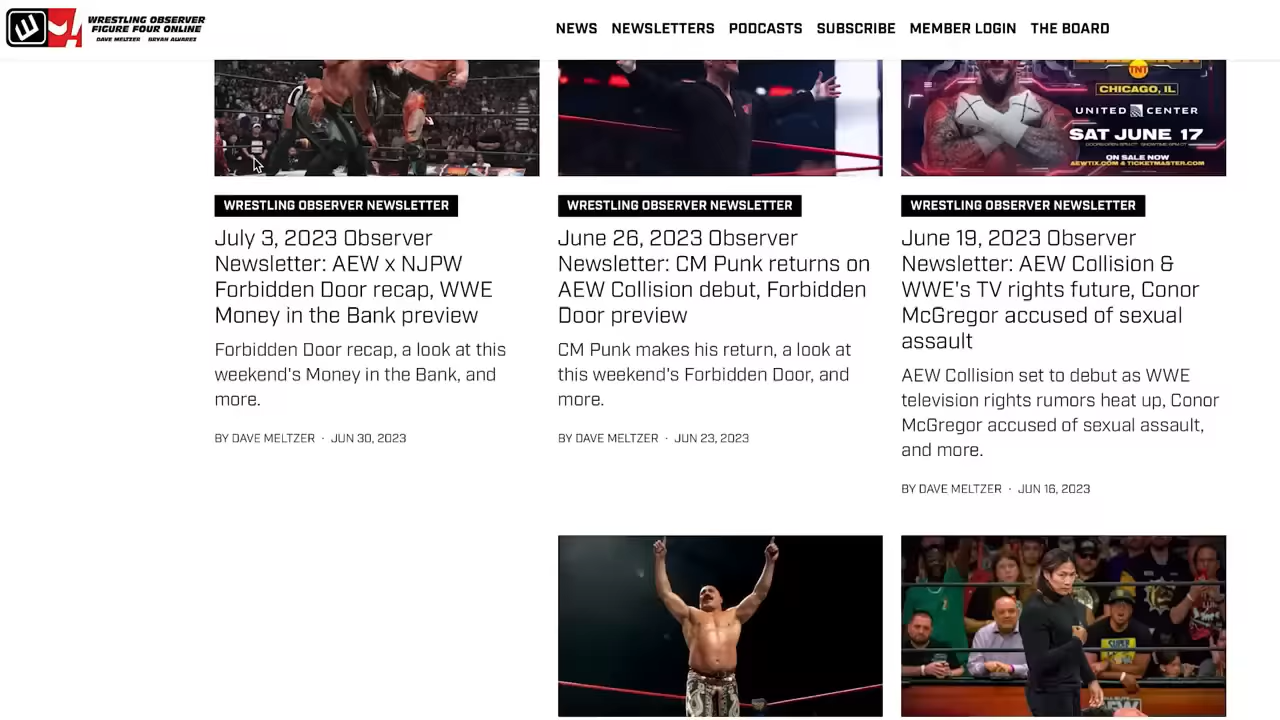 WRESTLING OBSERVER
FIGURE FOUR ONLINE
DAVE MELTZER BRYAN ALVAREZ
NEWS NEWSLETTERS PODCASTS SUBSCRIBE MEMBER LOGIN THE BOARD
TNT
CHICAGO, IL
UNITED CENTER
SAT JUNE 17
ON SALE NOW
AEWTIX.COM & TICKETMASTER.COM
WRESTLING OBSERVER NEWSLETTER
July 3, 2023 Observer
Newsletter: AEW x NJPW
Forbidden Door recap, WWE
Money in the Bank preview
Forbidden Door recap, a look at this
weekend's Money in the Bank, and
more.
BY DAVE MELTZER · JUN 30, 2023
WRESTLING OBSERVER NEWSLETTER
June 26, 2023 Observer
Newsletter: CM Punk returns on
AEW Collision debut, Forbidden
Door preview
CM Punk makes his return, a look at
this weekend's Forbidden Door, and
more.
BY DAVE MELTZER · JUN 23, 2023
WRESTLING OBSERVER NEWSLETTER
June 19, 2023 Observer
Newsletter: AEW Collision &
WWE's TV rights future, Conor
McGregor accused of sexual
assault
AEW Collision set to debut as WWE
television rights rumors heat up, Conor
McGregor accused of sexual assault,
and more.
BY DAVE MELTZER · JUN 16, 2023